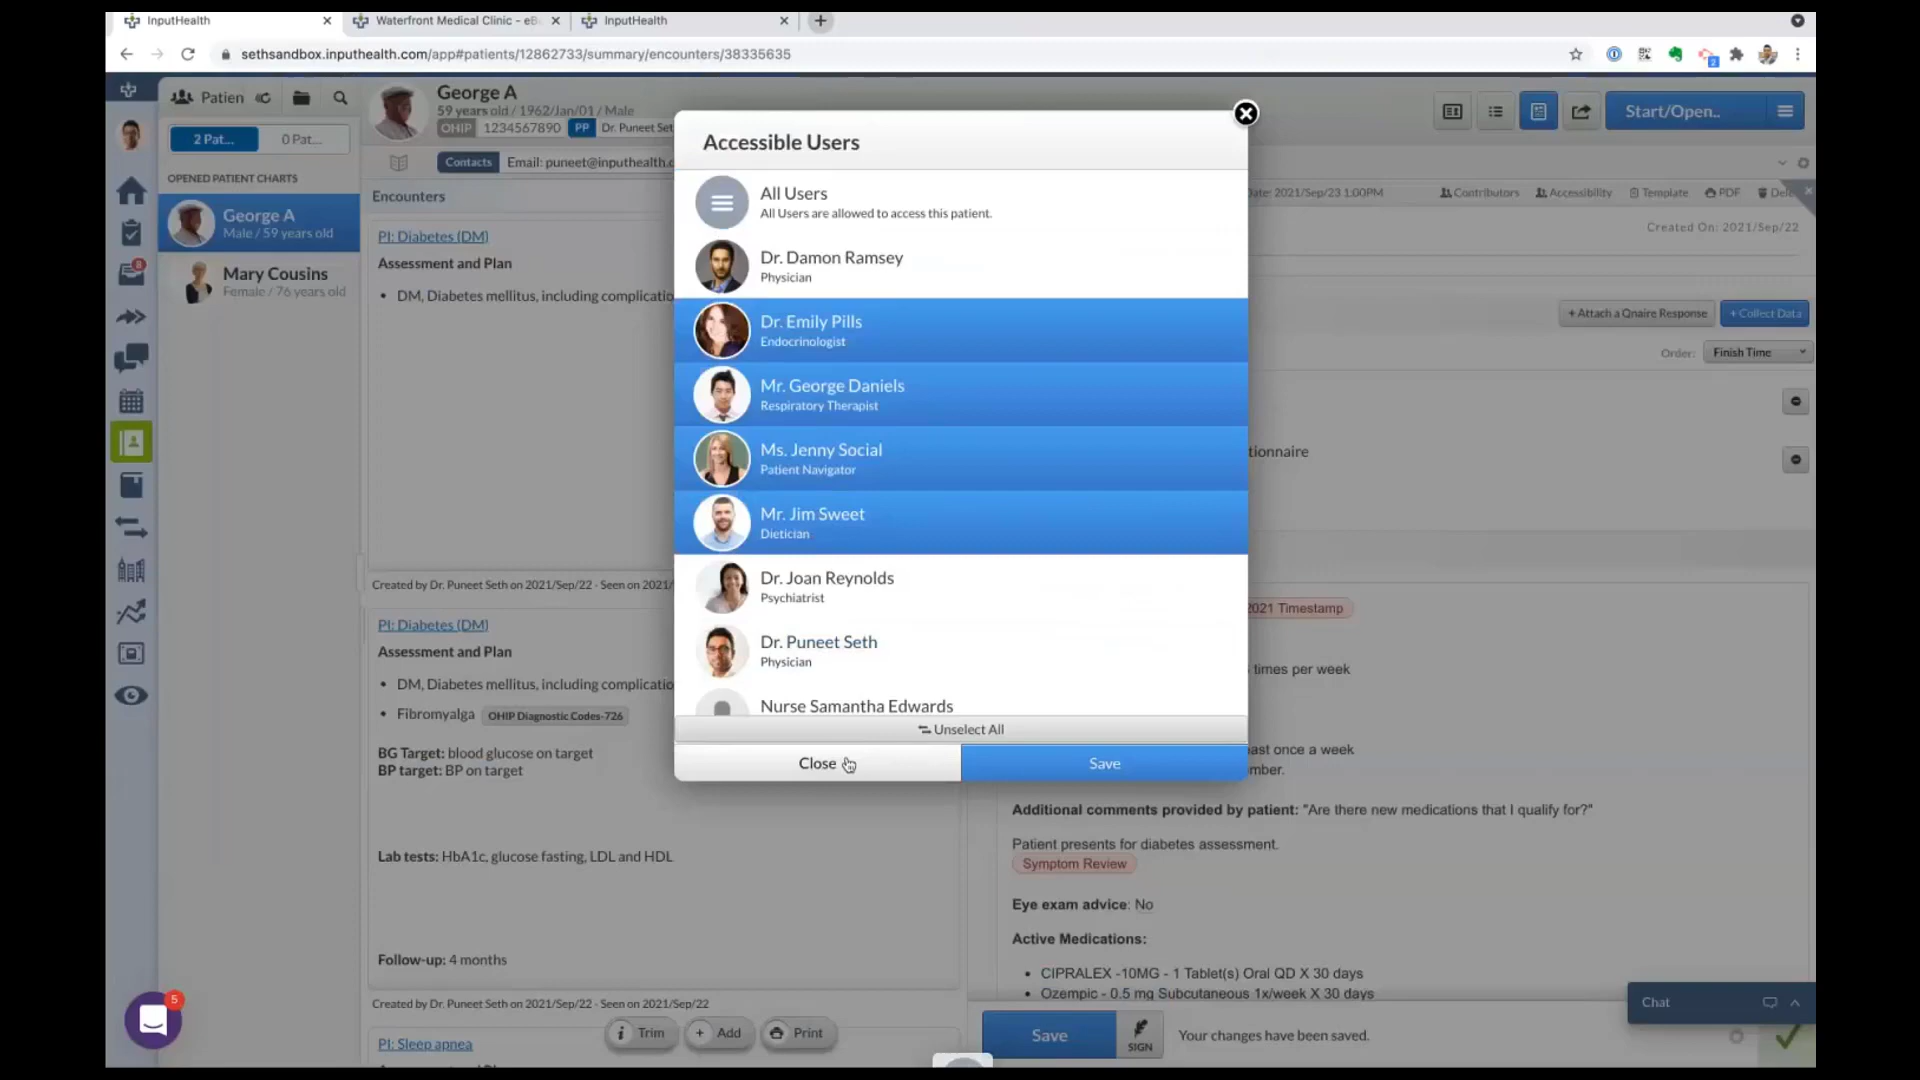 InputHealth
Waterfront Medical Clinic - eB
InputHealth
sethsandbox.inputhealth.com/app#patients/12862733/summary/encounters/38335635
2
Patien
George A
59 years old / 1962/Jan/01 / Male
OHIP 1234567890 PP Dr. Puneet Set
Start/Open..
2 Pat...
0 Pat...
Contacts Email: puneet@inputhealth.c
OPENED PATIENT CHARTS
George A
Male / 59 years old
Mary Cousins
Female / 76 years old
8
Encounters
PI: Diabetes (DM)
Assessment and Plan
• DM, Diabetes mellitus, including complicatio
Created by Dr. Puneet Seth on 2021/Sep/22 - Seen on 2021/
PI: Diabetes (DM)
Assessment and Plan
• DM, Diabetes mellitus, including complicatio
• Fibromyalga OHIP Diagnostic Codes-726
BG Target: blood glucose on target
BP target: BP on target
Lab tests: HbA1c, glucose fasting, LDL and HDL
Follow-up: 4 months
Created by Dr. Puneet Seth on 2021/Sep/22 - Seen on 2021/Sep/22
PI: Sleep apnea
Trim
Add
Print
5
Accessible Users
All Users
All Users are allowed to access this patient.
Dr. Damon Ramsey
Physician
Dr. Emily Pills
Endocrinologist
Mr. George Daniels
Respiratory Therapist
Ms. Jenny Social
Patient Navigator
Mr. Jim Sweet
Dietician
Dr. Joan Reynolds
Psychiatrist
Dr. Puneet Seth
Physician
Nurse Samantha Edwards
Unselect All
Close
Save
Date: 2021/Sep/23 1:00PM
Contributors
Accessibility
Template
PDF
Dele
Created On: 2021/Sep/22
+ Attach a Qnaire Response
+ Collect Data
Order: Finish Time
tionnaire
2021 Timestamp
times per week
east once a week
mber.
Additional comments provided by patient: "Are there new medications that I qualify for?"
Patient presents for diabetes assessment.
Symptom Review
Eye exam advice: No
Active Medications:
• CIPRALEX -10MG - 1 Tablet(s) Oral QD X 30 days
• Ozempic - 0.5 mg Subcutaneous 1x/week X 30 days
Chat
Save
SIGN
Your changes have been saved.